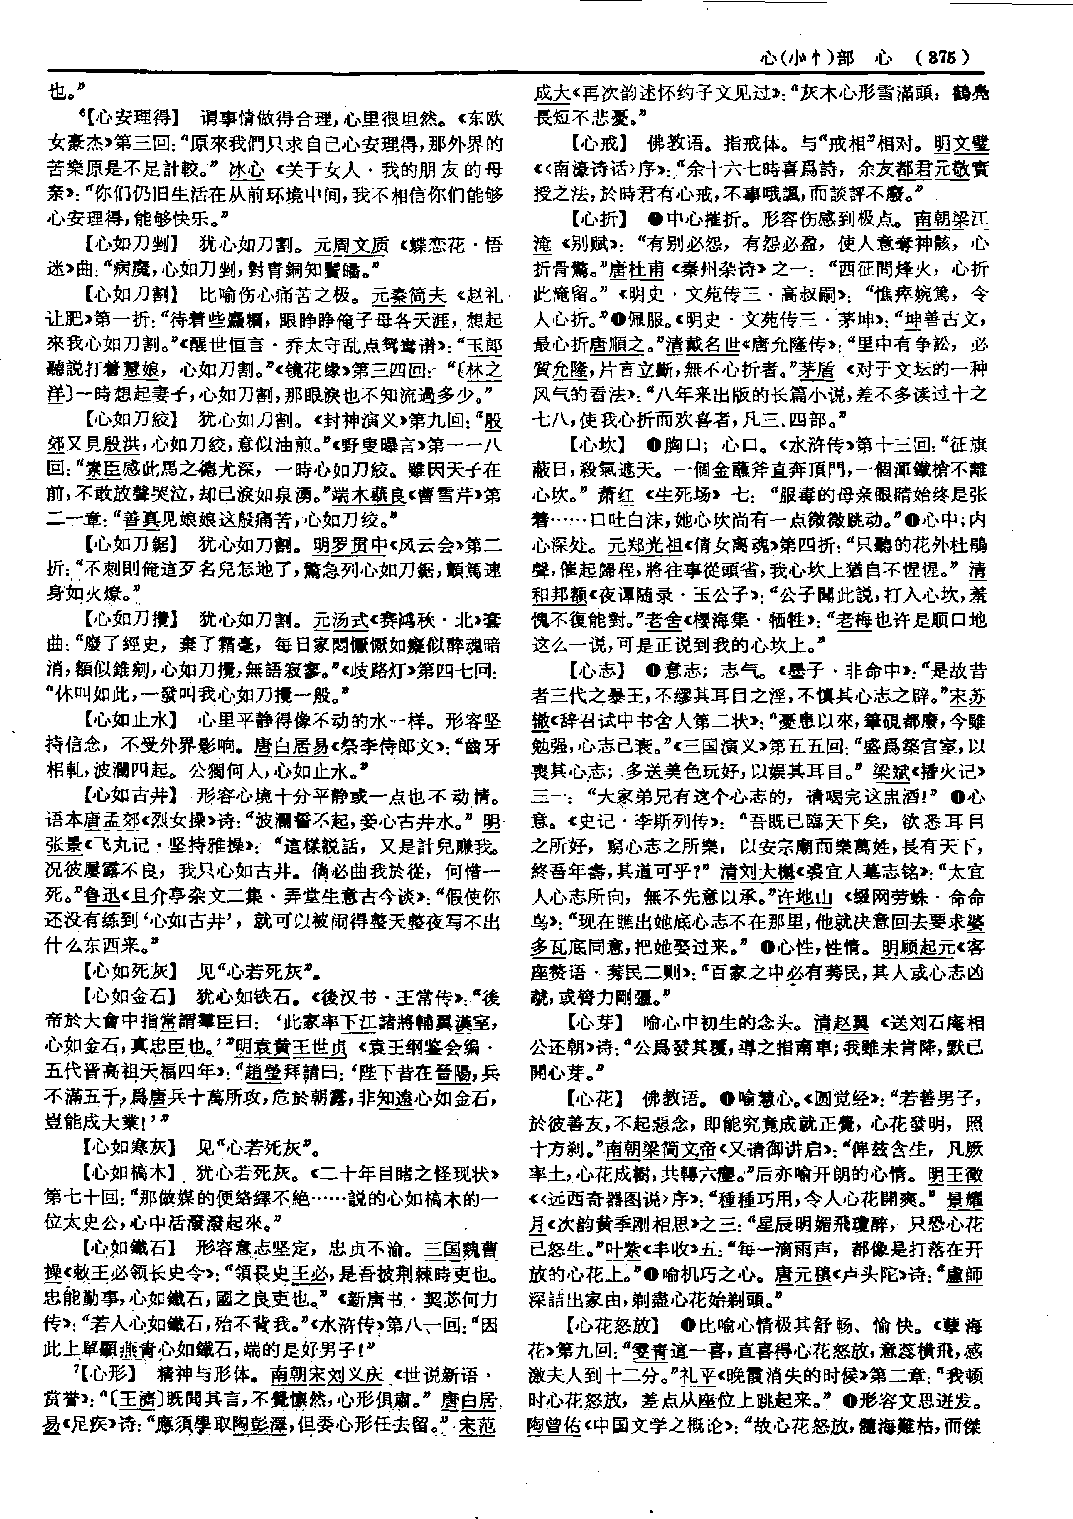 心(小忄)部 心 (375)
也。”
⁶【心安理得】 谓事情做得合理,心里很坦然。《东欧
女豪杰》第三回:“原來我們只求自己心安理得,那外界的
苦樂原是不足計較。” 冰心《关于女人·我的朋友的母
亲》:“你们仍旧生活在从前环境中间,我不相信你们能够
心安理得,能够快乐。”
【心如刀剉】 犹心如刀割。元周文质《蝶恋花·悟
迷》曲:“病魔,心如刀剉,對青銅知鬢皤。”
【心如刀割】 比喻伤心痛苦之极。元秦简夫《赵礼
让肥》第一折:“待着些粗糲,眼睁睁俺子母各天涯,想起
來我心如刀割。”《醒世恒言·乔太守乱点鸳鸯谱》:“玉郎
聽説打着慧娘,心如刀割。”《镜花缘》第三四回:“〔林之
洋〕一時想起妻子,心如刀割,那眼淚也不知流過多少。”
【心如刀绞】 犹心如刀割。《封神演义》第九回:“殷
郊又見殷洪,心如刀绞,意似油煎。”《野叟曝言》第一一八
回:“素臣感此恩之德尤深,一時心如刀绞。雖因天子在
前,不敢放聲哭泣,却已淚如泉湧。”端木蕻良《曹雪芹》第
二一章:“善真见娘娘这般痛苦,心如刀绞。”
【心如刀鋸】 犹心如刀割。明罗贯中《风云会》第二
折:“不刺則俺這歹名兒怎地了,驚急列心如刀鋸,顫篤速
身如火燎。”
【心如刀攪】 犹心如刀割。元汤式《赛鸿秋·北》套
曲:“廢了經史,棄了霜毫,每日家悶懨懨如癡似醉魂暗
消,額似錐剜,心如刀攪,無語寂寥。”《歧路灯》第四七回:
“休叫如此,一發叫我心如刀攪一般。”
【心如止水】 心里平静得像不动的水一样。形容坚
持信念,不受外界影响。唐白居易《祭李侍郎文》:“齒牙
相軋,波瀾四起。公獨何人,心如止水。”
【心如古井】 形容心境十分平静或一点也不动情。
语本唐孟郊《烈女操》诗:“波瀾誓不起,妾心古井水。” 明
张景《飞丸记·坚持雅操》:“這樣説話,又是計兒賺我。
况彼屢露不良,我只心如古井。倘必曲我於從,何惜一
死。”鲁迅《且介亭杂文二集·弄堂生意古今谈》:“假使你
还没有练到‘心如古井’,就可以被闹得整天整夜写不出
什么东西来。”
【心如死灰】 见“心若死灰”。
【心如金石】 犹心如铁石。《後汉书·王常传》:“後
帝於大會中指常謂羣臣曰:‘此家率下江諸將輔翼漢室,
心如金石,真忠臣也。’”明袁黄王世贞《袁王纲鉴会编·
五代晋高祖天福四年》:“趙瑩拜請曰:‘陛下昔在晉陽,兵
不滿五千,爲唐兵十萬所攻,危於朝露,非知遠心如金石,
豈能成大業!’”
【心如寒灰】 见“心若死灰”。
【心如槁木】 犹心若死灰。《二十年目睹之怪现状》
第七十回:“那做媒的便絡繹不絶……説的心如槁木的一
位太史公,心中活潑潑起來。”
【心如鐵石】 形容意志坚定,忠贞不渝。三国魏曹
操《敕王必领长史令》:“領長史王必,是吾披荆棘時吏也。
忠能勤事,心如鐵石,國之良吏也。”《新唐书·契苾何力
传》:“若人心如鐵石,殆不背我。”《水浒传》第八一回:“因
此上單顯燕青心如鐵石,端的是好男子!”
⁷【心形】 精神与形体。南朝宋刘义庆《世说新语·
赏誉》:“〔王濟〕既聞其言,不覺懔然,心形俱肅。” 唐白居
易《足疾》诗:“應須學取陶彭澤,但委心形任去留。” 宋范
成大《再次韵述怀约子文见过》:“灰木心形雪滿頭,鶴鳧
長短不悲憂。”
【心戒】 佛教语。指戒体。与“戒相”相对。明文璧
《〈南濠诗话〉序》:“余十六七時喜爲詩,余友都君元敬實
授之法,於時君有心戒,不事哦諷,而談評不廢。”
【心折】 ❶中心摧折。形容伤感到极点。南朝梁江
淹《别赋》:“有别必怨,有怨必盈,使人意奪神駭,心
折骨驚。”唐杜甫《秦州杂诗》之一:“西征問烽火,心折
此淹留。”《明史·文苑传三·高叔嗣》:“憔瘁婉篤,令
人心折。”❷佩服。《明史·文苑传三·茅坤》:“坤善古文,
最心折唐順之。”清戴名世《唐允隆传》:“里中有争訟,必
質允隆,片言立斷,無不心折者。”茅盾《对于文坛的一种
风气的看法》:“八年来出版的长篇小说,差不多读过十之
七八,使我心折而欢喜者,凡三、四部。”
【心坎】 ❶胸口;心口。《水浒传》第十三回:“征旗
蔽日,殺氣遮天。一個金蘸斧直奔頂門,一個渾鐵槍不離
心坎。” 萧红《生死场》七:“服毒的母亲眼睛始终是张
着……口吐白沫,她心坎尚有一点微微跳动。”❷心中;内
心深处。元郑光祖《倩女离魂》第四折:“只聽的花外杜鵑
聲,催起歸程,將往事從頭省,我心坎上猶自不惺惺。” 清
和邦额《夜谭随录·玉公子》:“公子聞此説,打入心坎,羞
愧不復能對。”老舍《樱海集·牺牲》:“老梅也许是顺口地
这么一说,可是正说到我的心坎上。”
【心志】 ❶意志;志气。《墨子·非命中》:“是故昔
者三代之暴王,不繆其耳目之淫,不慎其心志之辟。”宋苏
辙《辞召试中书舍人第二状》:“憂患以來,筆硯都廢,今雖
勉强,心志已衰。”《三国演义》第五五回:“盛爲築宫室,以
喪其心志;多送美色玩好,以娱其耳目。” 梁斌《播火记》
三一:“大家弟兄有这个心志的,请喝完这盅酒!” ❷心
意。《史记·李斯列传》:“吾既已臨天下矣,欲悉耳目
之所好,窮心志之所樂,以安宗廟而樂萬姓,長有天下,
終吾年壽,其道可乎?” 清刘大櫆《裘宜人墓志铭》:“太宜
人心志所向,無不先意以承。”许地山《缀网劳蛛·命命
鸟》:“现在瞧出她底心志不在那里,他就决意回去要求婆
多瓦底同意,把她娶过来。” ❸心性,性情。明顾起元《客
座赘语·莠民二则》:“百家之中必有莠民,其人或心志凶
虣,或膂力剛彊。”
【心芽】 喻心中初生的念头。清赵翼《送刘石庵相
公还朝》诗:“公爲發其覆,導之指南車;我雖未肯降,默已
開心芽。”
【心花】 佛教语。❶喻慧心。《圆觉经》:“若善男子,
於彼善友,不起惡念,即能究竟成就正覺,心花發明,照
十方刹。”南朝梁简文帝《又请御讲启》:“俾兹含生,凡厥
率土,心花成樹,共轉六塵。”后亦喻开朗的心情。明王徵
《〈远西奇器图说〉序》:“種種巧用,令人心花開爽。” 景耀
月《次韵黄季刚相思》之三:“星辰明媚飛瓊醉,只恐心花
已怒生。”叶紫《丰收》五:“每一滴雨声,都像是打落在开
放的心花上。”❷喻机巧之心。唐元稹《卢头陀》诗:“盧師
深話出家由,剃盡心花始剃頭。”
【心花怒放】 ❶比喻心情极其舒畅、愉快。《孽海
花》第九回:“雯青這一喜,直喜得心花怒放,意蕊横飛,感
激夫人到十二分。”礼平《晚霞消失的时候》第二章:“我顿
时心花怒放,差点从座位上跳起来。” ❷形容文思迸发。
陶曾佑《中国文学之概论》:“故心花怒放,髓海難枯,而傑